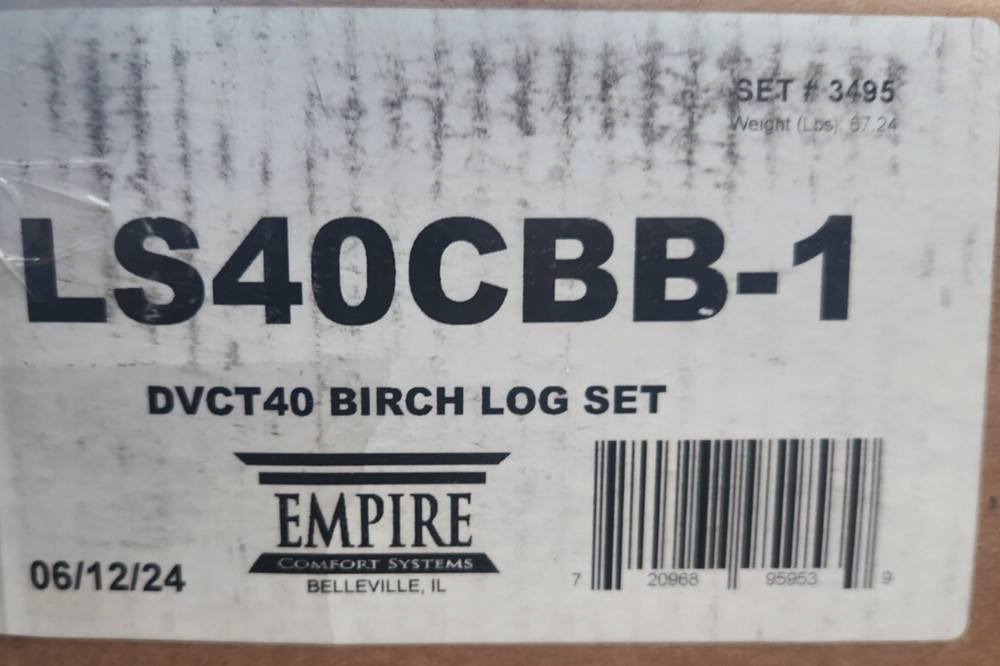 SET # 3495
Weight (Lbs) 67.24
LS40CBB-1
DVCT40 BIRCH LOG SET
EMPIRE
COMFORT SYSTEMS
BELLEVILLE, IL
06/12/24
7 20968 95953 9